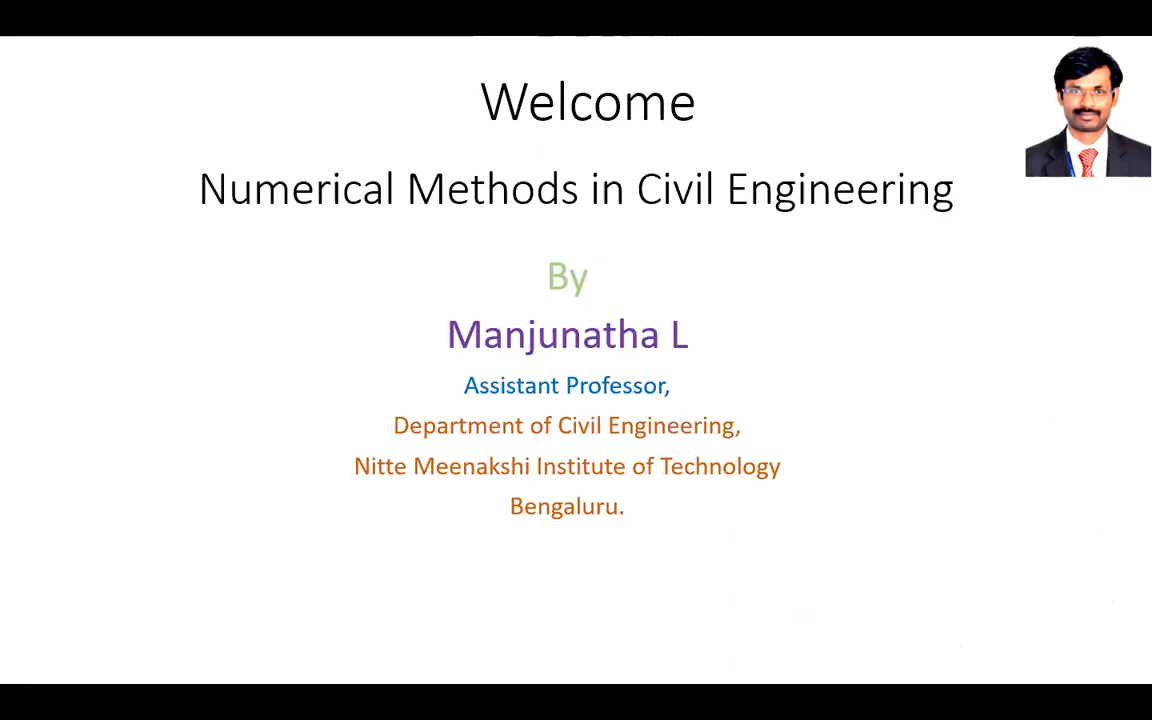 Welcome
Numerical Methods in Civil Engineering
By
Manjunatha L
Assistant Professor,
Department of Civil Engineering,
Nitte Meenakshi Institute of Technology
Bengaluru.